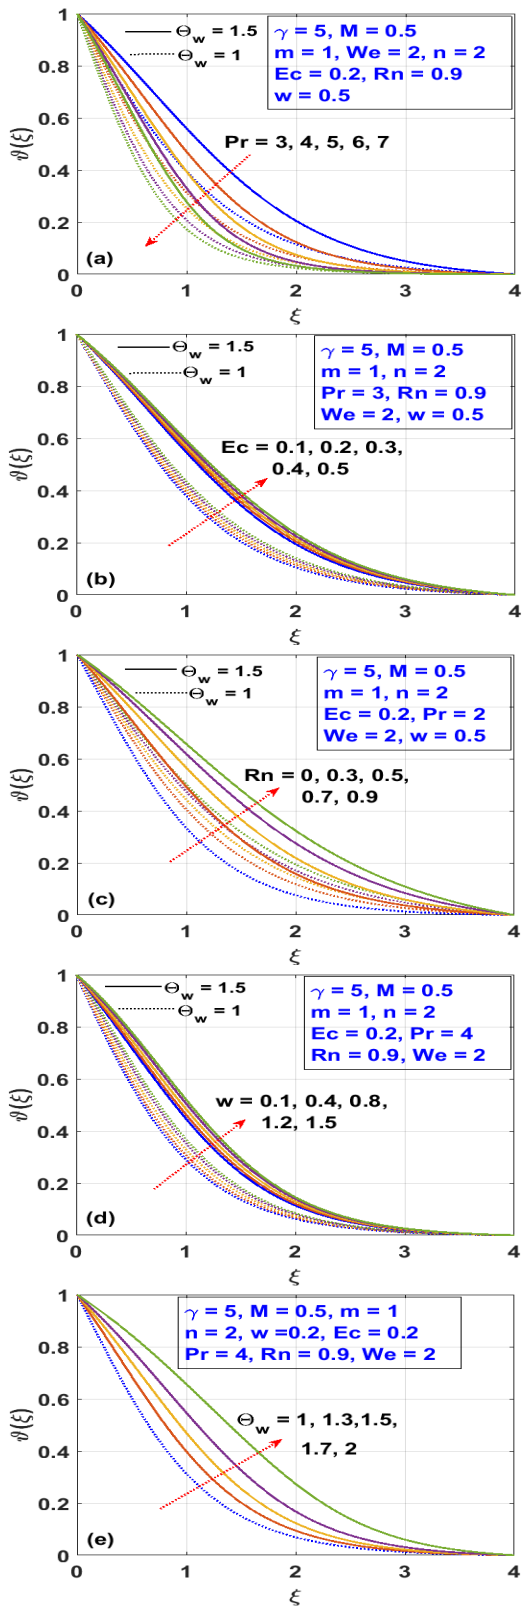 Θw = 1.5
Θw = 1
γ = 5, M = 0.5
m = 1, We = 2, n = 2
Ec = 0.2, Rn = 0.9
w = 0.5
Pr = 3, 4, 5, 6, 7
ϑ(ξ)
1
0.8
0.6
0.4
0.2
0
(a)
0 1 2 3 4
ξ
Θw = 1.5
Θw = 1
γ = 5, M = 0.5
m = 1, n = 2
Pr = 3, Rn = 0.9
We = 2, w = 0.5
Ec = 0.1, 0.2, 0.3,
0.4, 0.5
ϑ(ξ)
1
0.8
0.6
0.4
0.2
0
(b)
0 1 2 3 4
ξ
Θw = 1.5
Θw = 1
γ = 5, M = 0.5
m = 1, n = 2
Ec = 0.2, Pr = 2
We = 2, w = 0.5
Rn = 0, 0.3, 0.5,
0.7, 0.9
ϑ(ξ)
1
0.8
0.6
0.4
0.2
0
(c)
0 1 2 3 4
ξ
Θw = 1.5
Θw = 1
γ = 5, M = 0.5
m = 1, n = 2
Ec = 0.2, Pr = 4
Rn = 0.9, We = 2
w = 0.1, 0.4, 0.8,
1.2, 1.5
ϑ(ξ)
1
0.8
0.6
0.4
0.2
0
(d)
0 1 2 3 4
ξ
γ = 5, M = 0.5, m = 1
n = 2, w =0.2, Ec = 0.2
Pr = 4, Rn = 0.9, We = 2
Θw = 1, 1.3,1.5,
1.7, 2
ϑ(ξ)
1
0.8
0.6
0.4
0.2
0
(e)
0 1 2 3 4
ξ